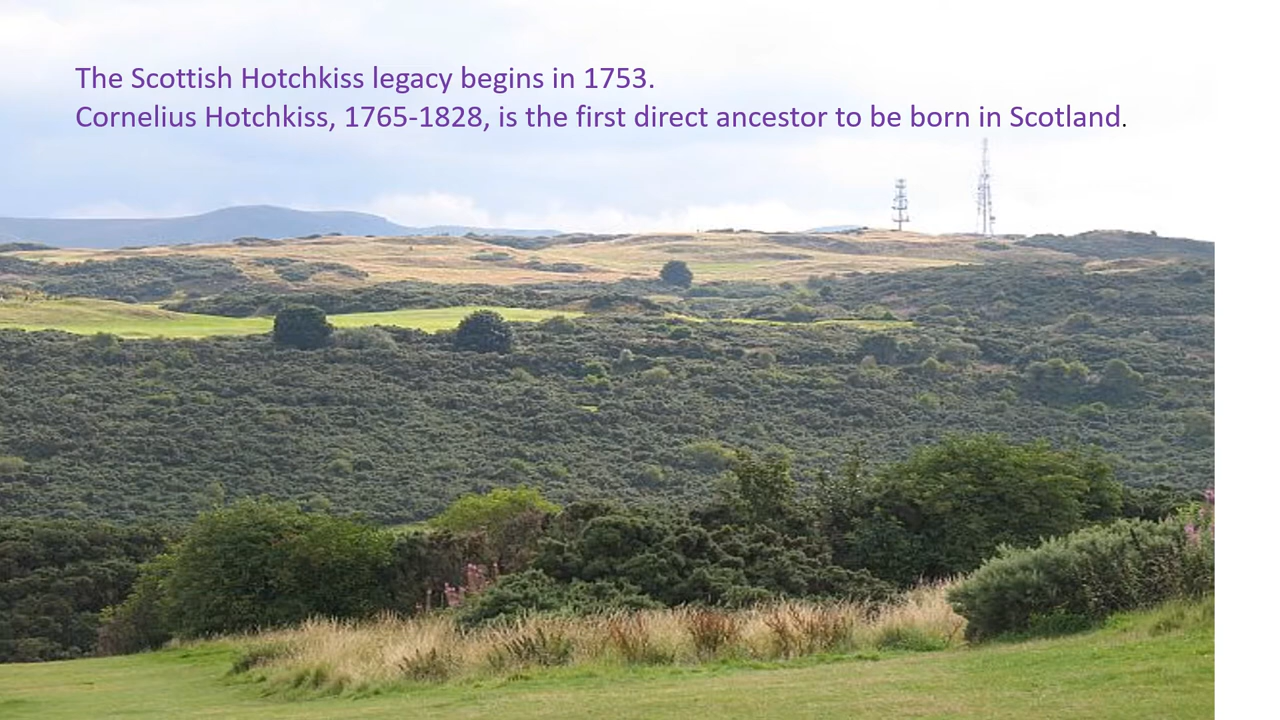 The Scottish Hotchkiss legacy begins in 1753.
Cornelius Hotchkiss, 1765-1828, is the first direct ancestor to be born in Scotland.